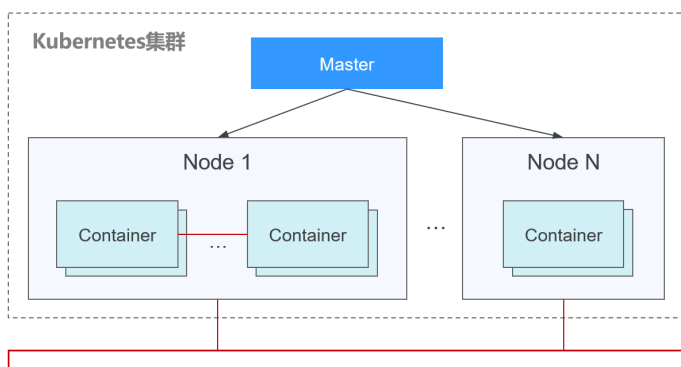 Kubernetes集群
Master
Node 1
Node N
Container
...
Container
...
Container